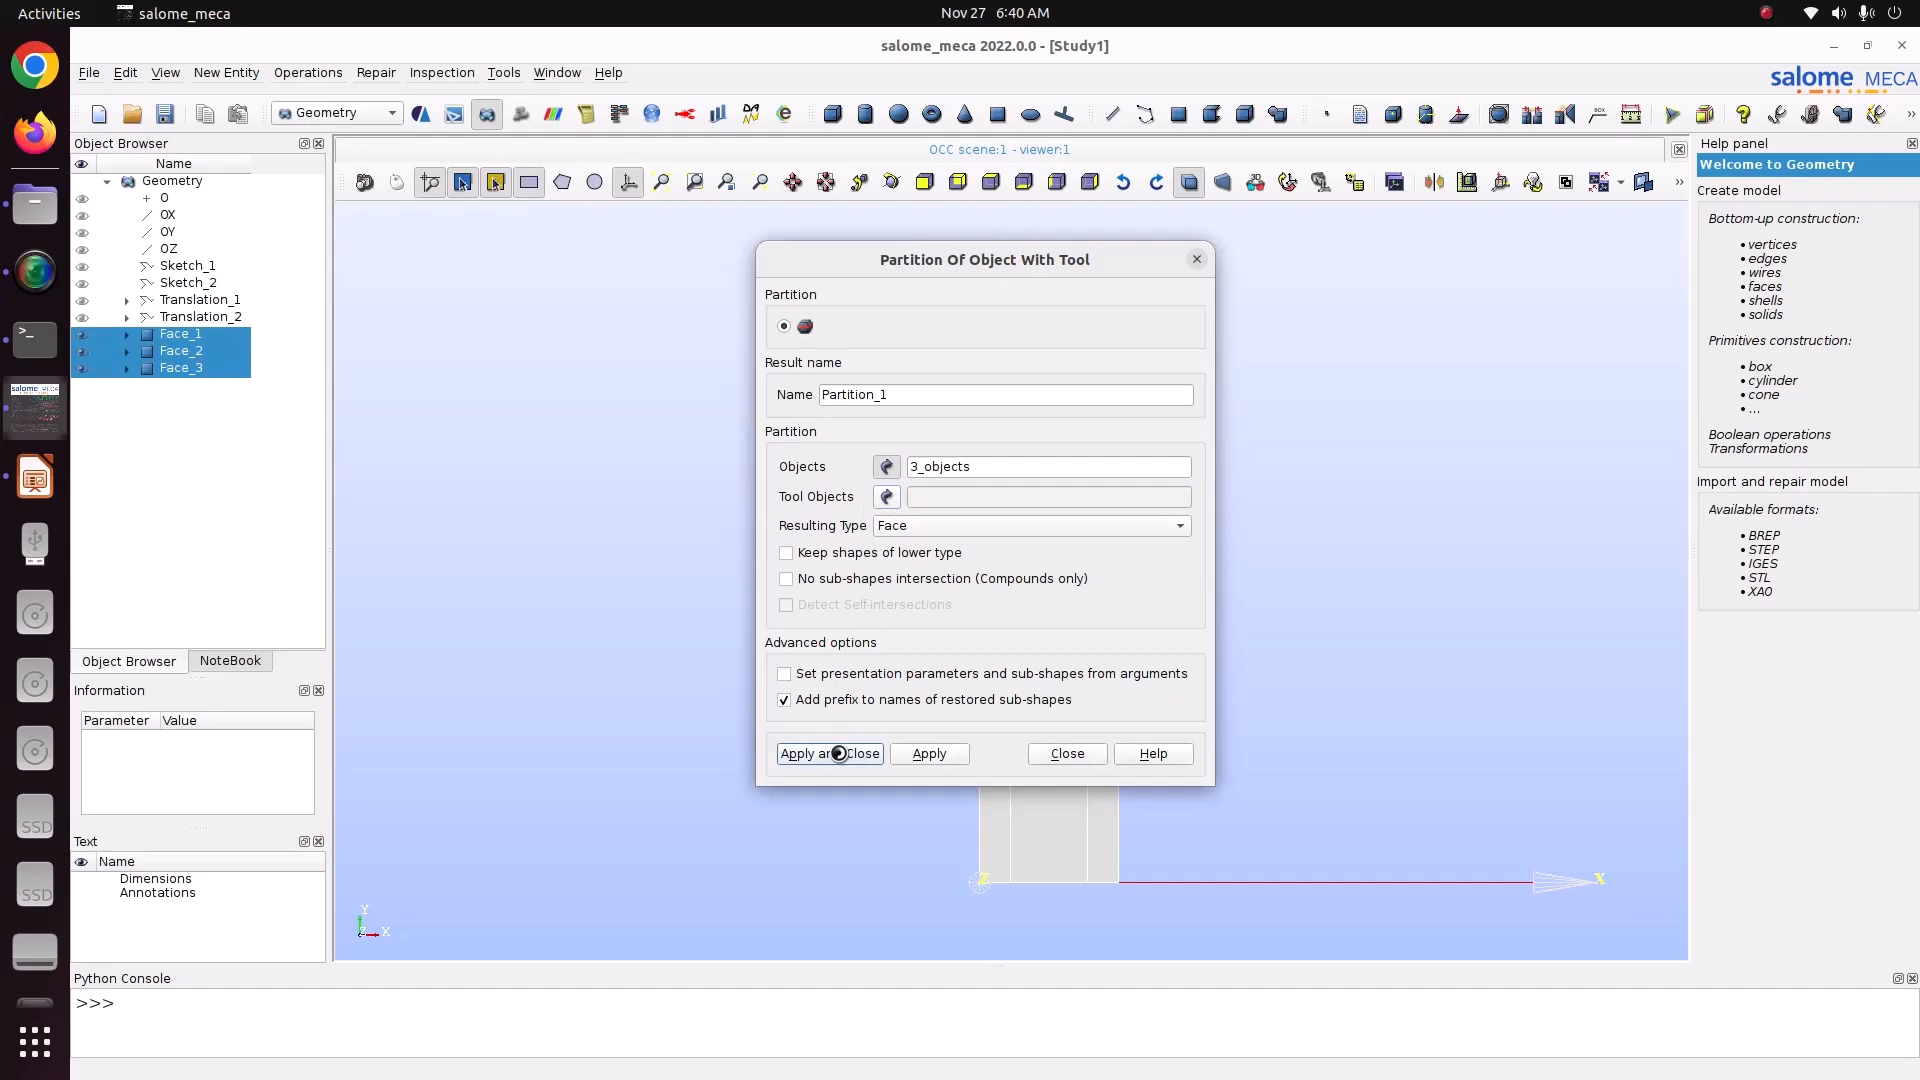 Activities
salome_meca
Nov 27 6:40 AM
salome_meca 2022.0.0 - [Study1]
File Edit View New Entity Operations Repair Inspection Tools Window Help
salome MECA
Geometry
Object Browser
OCC scene:1 - viewer:1
Help panel
Name
Welcome to Geometry
Geometry
O
OX
OY
OZ
Sketch_1
Sketch_2
Translation_1
Translation_2
Face_1
Face_2
Face_3
Create model
Bottom-up construction:
• vertices
• edges
• wires
• faces
• shells
• solids
Primitives construction:
• box
• cylinder
• cone
• ...
Boolean operations
Transformations
Import and repair model
Available formats:
• BREP
• STEP
• IGES
• STL
• XAO
Partition Of Object With Tool
Partition
Result name
Name Partition_1
Partition
Objects 3_objects
Tool Objects
Resulting Type Face
Keep shapes of lower type
No sub-shapes intersection (Compounds only)
Detect Self-intersections
Advanced options
Set presentation parameters and sub-shapes from arguments
Add prefix to names of restored sub-shapes
Apply Close Apply Close Help
Object Browser NoteBook
Information
Parameter Value
Text
Name
Dimensions
Annotations
Z
X
Y
Z X
Python Console
>>>
SSD
SSD